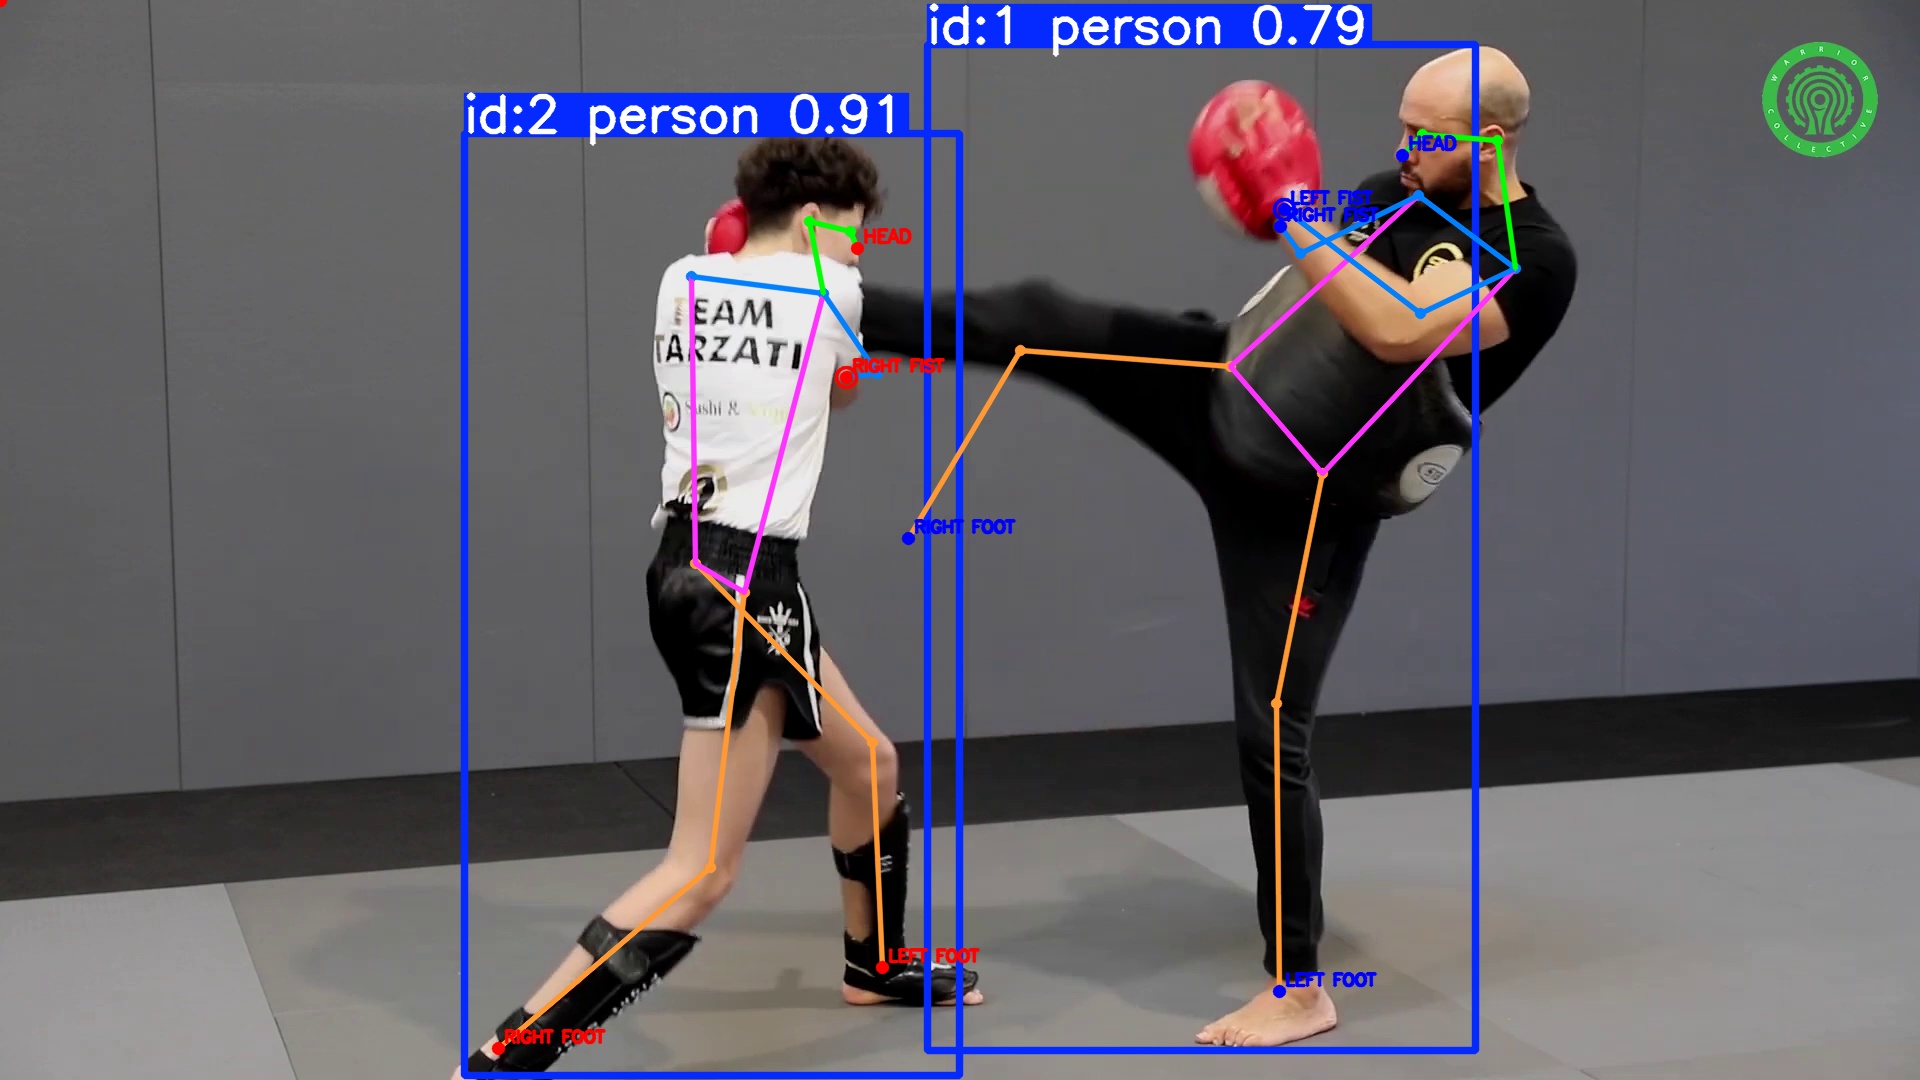 id:1 person 0.79
WARRIOR COLLECTIVE
id:2 person 0.91
HEAD
LEFT FIST
RIGHT FIST
HEAD
EAM
TARZATI
RIGHT FIST
Sushi &
RIGHT FOOT
LEFT FOOT
LEFT FOOT
RIGHT FOOT